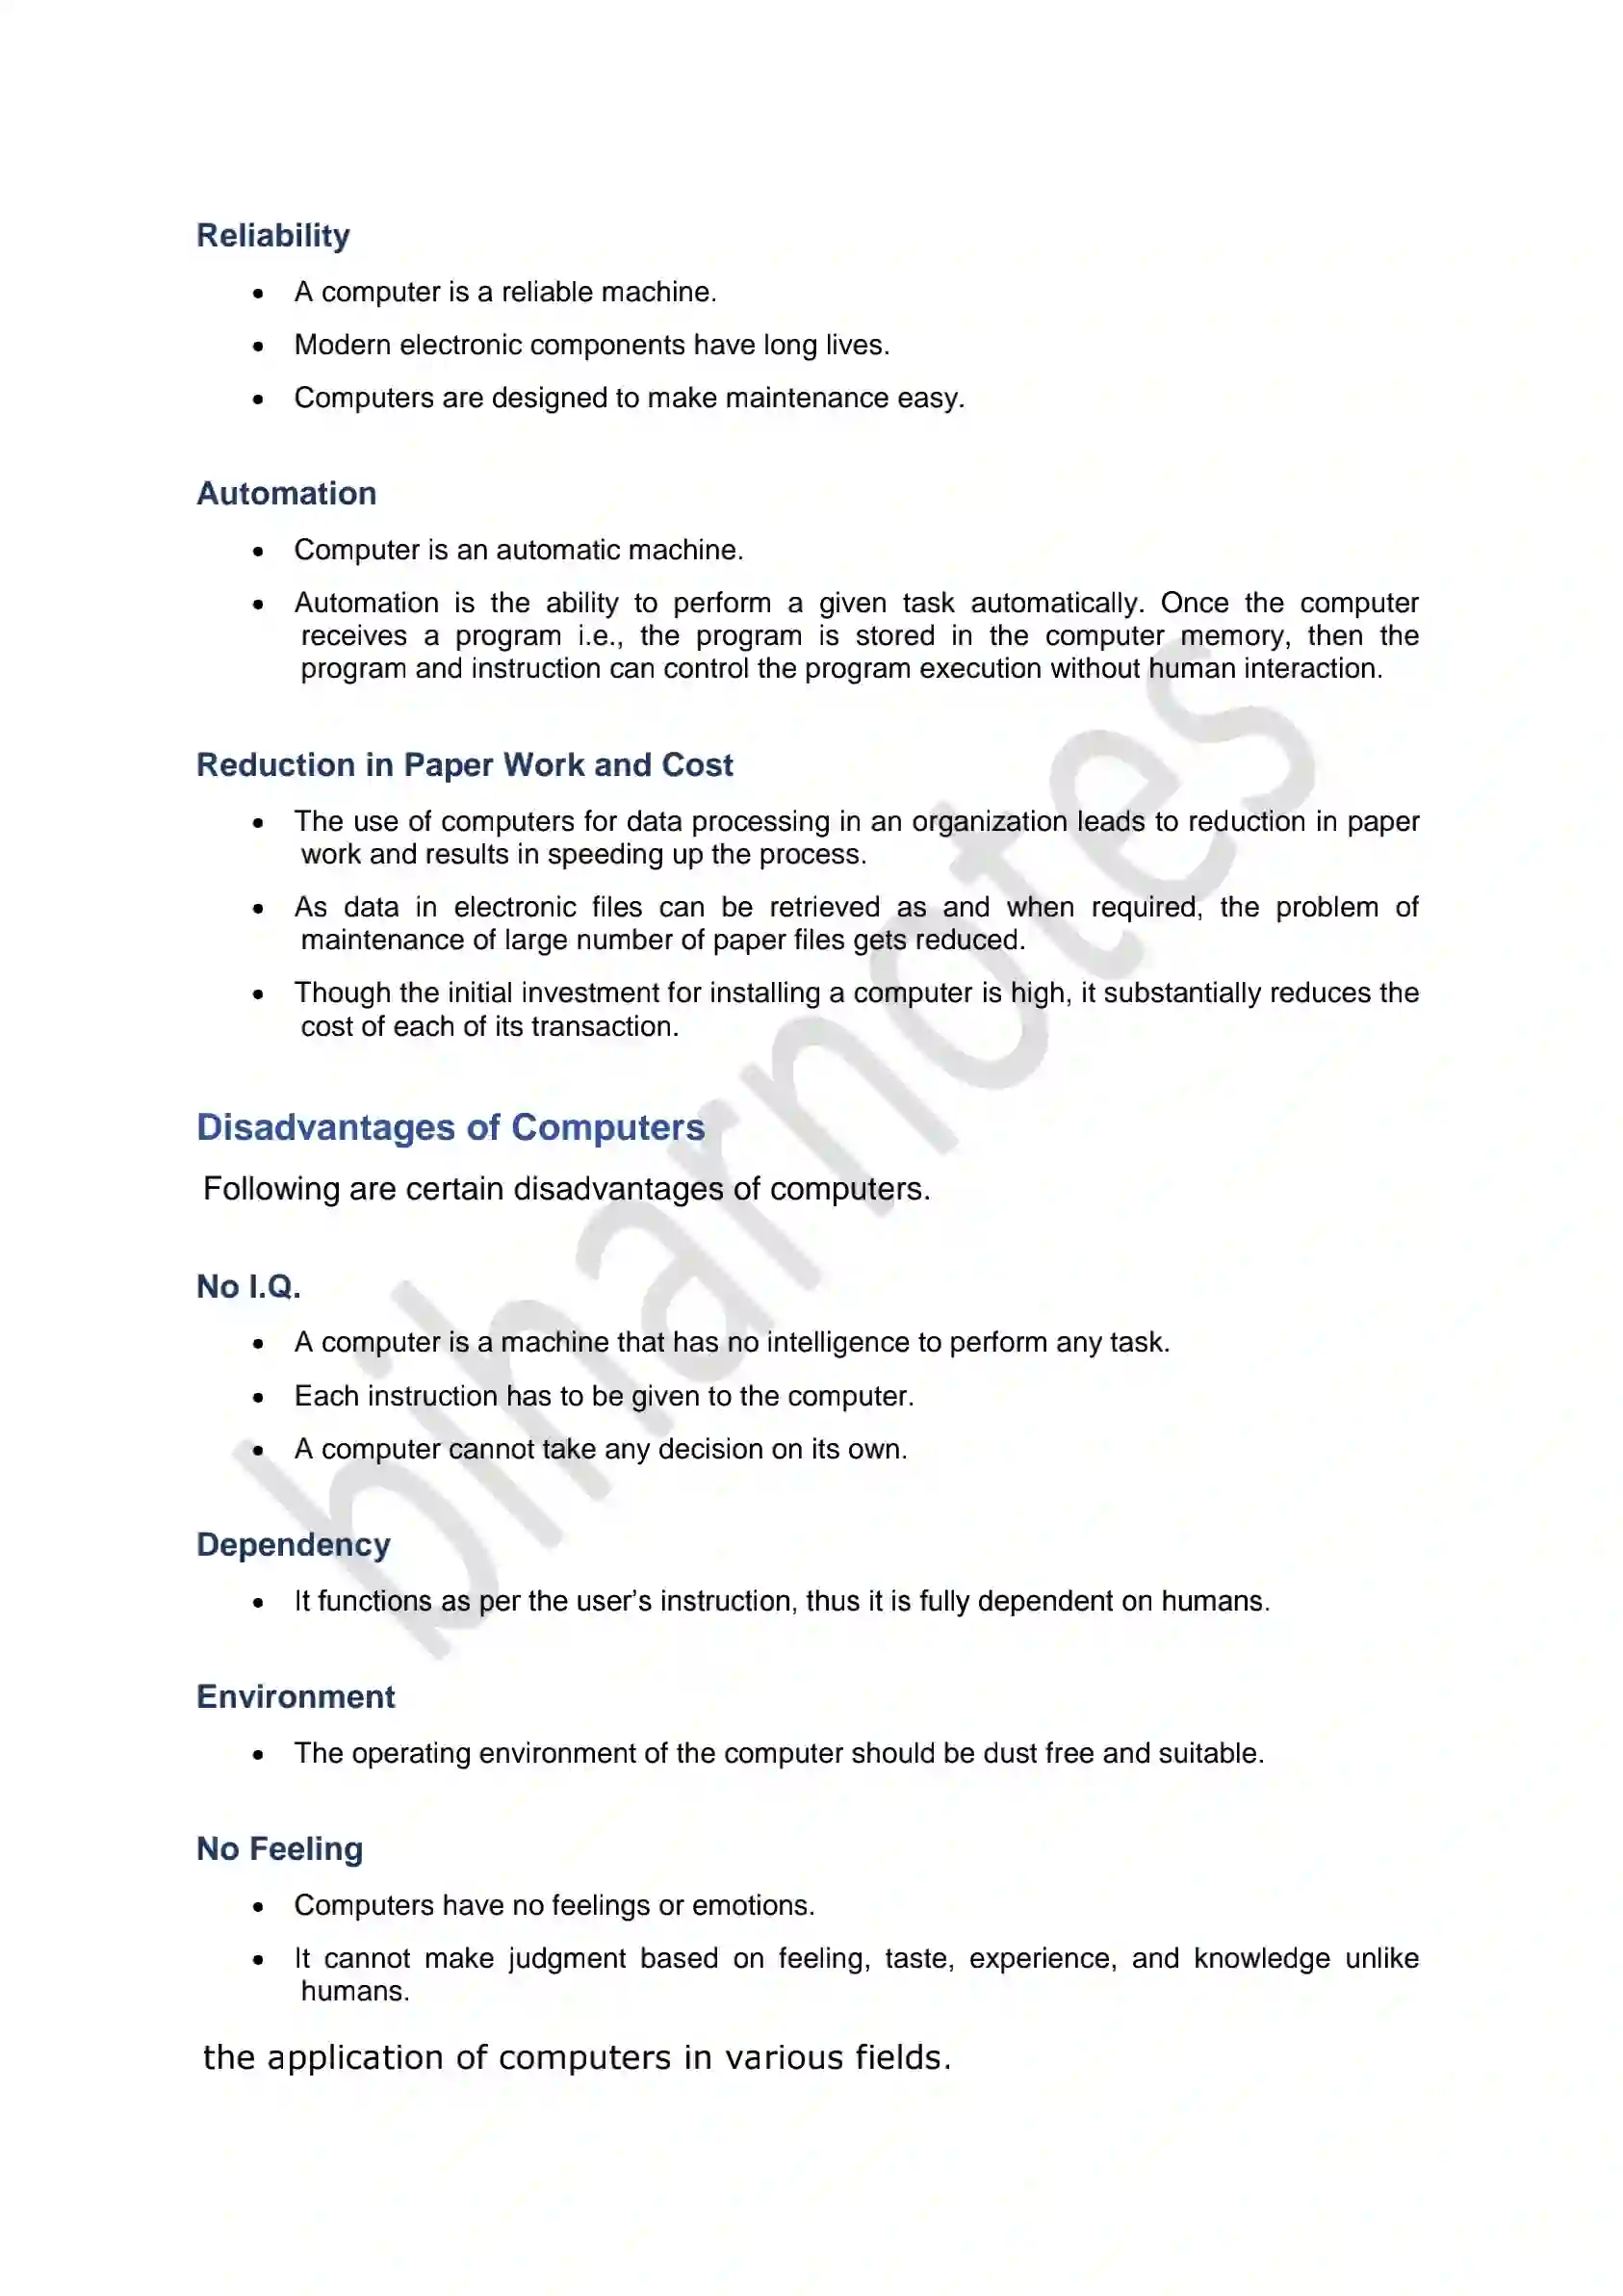 Reliability
• A computer is a reliable machine.
• Modern electronic components have long lives.
• Computers are designed to make maintenance easy.
Automation
• Computer is an automatic machine.
• Automation is the ability to perform a given task automatically. Once the computer
receives a program i.e., the program is stored in the computer memory, then the
program and instruction can control the program execution without human interaction.
Reduction in Paper Work and Cost
• The use of computers for data processing in an organization leads to reduction in paper
work and results in speeding up the process.
• As data in electronic files can be retrieved as and when required, the problem of
maintenance of large number of paper files gets reduced.
• Though the initial investment for installing a computer is high, it substantially reduces the
cost of each of its transaction.
Disadvantages of Computers
Following are certain disadvantages of computers.
No I.Q.
• A computer is a machine that has no intelligence to perform any task.
• Each instruction has to be given to the computer.
• A computer cannot take any decision on its own.
Dependency
• It functions as per the user’s instruction, thus it is fully dependent on humans.
Environment
• The operating environment of the computer should be dust free and suitable.
No Feeling
• Computers have no feelings or emotions.
• It cannot make judgment based on feeling, taste, experience, and knowledge unlike
humans.
the application of computers in various fields.
biharnotes